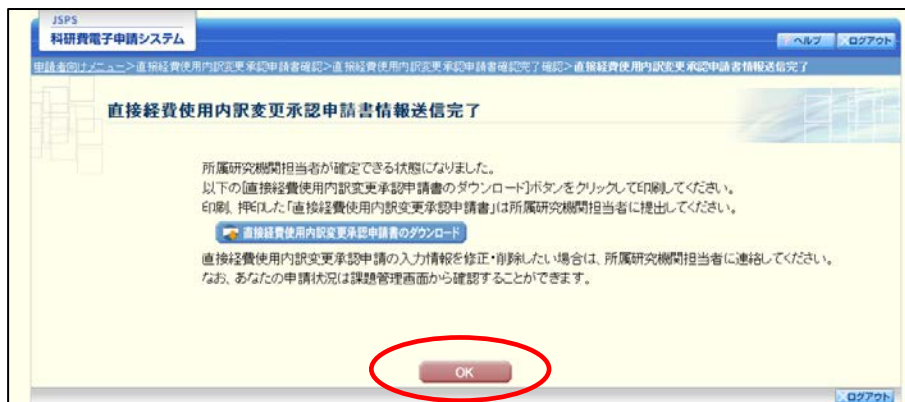 JSPS
科研費電子申請システム
ヘルプ ログアウト
申請者向けメニュー>直接経費使用内訳変更承認申請書確認>直接経費使用内訳変更承認申請書確認完了確認>直接経費使用内訳変更承認申請書情報送信完了
直接経費使用内訳変更承認申請書情報送信完了
所属研究機関担当者が確定できる状態になりました。
以下の[直接経費使用内訳変更承認申請書のダウンロード]ボタンをクリックして印刷してください。
印刷、押印した「直接経費使用内訳変更承認申請書」は所属研究機関担当者に提出してください。
直接経費使用内訳変更承認申請書のダウンロード
直接経費使用内訳変更承認申請の入力情報を修正・削除したい場合は、所属研究機関担当者に連絡してください。
なお、あなたの申請状況は課題管理画面から確認することができます。
OK
ログアウト